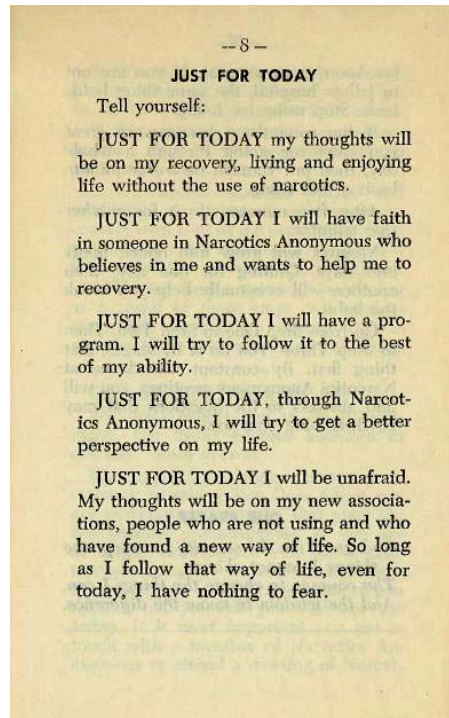 — 8 —
JUST FOR TODAY
Tell yourself:
JUST FOR TODAY my thoughts will
be on my recovery, living and enjoying
life without the use of narcotics.
JUST FOR TODAY I will have faith
in someone in Narcotics Anonymous who
believes in me and wants to help me to
recovery.
JUST FOR TODAY I will have a pro-
gram. I will try to follow it to the best
of my ability.
JUST FOR TODAY, through Narcot-
ics Anonymous, I will try to get a better
perspective on my life.
JUST FOR TODAY I will be unafraid.
My thoughts will be on my new associa-
tions, people who are not using and who
have found a new way of life. So long
as I follow that way of life, even for
today, I have nothing to fear.